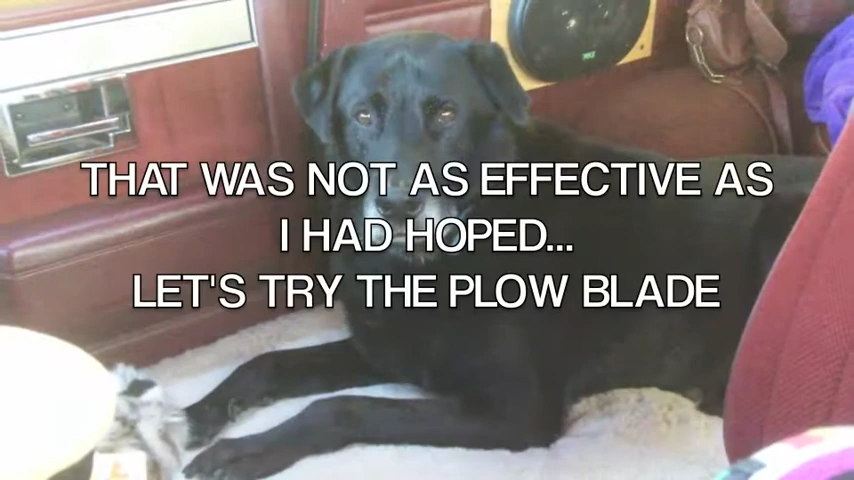 THAT WAS NOT AS EFFECTIVE AS
I HAD HOPED...
LET'S TRY THE PLOW BLADE